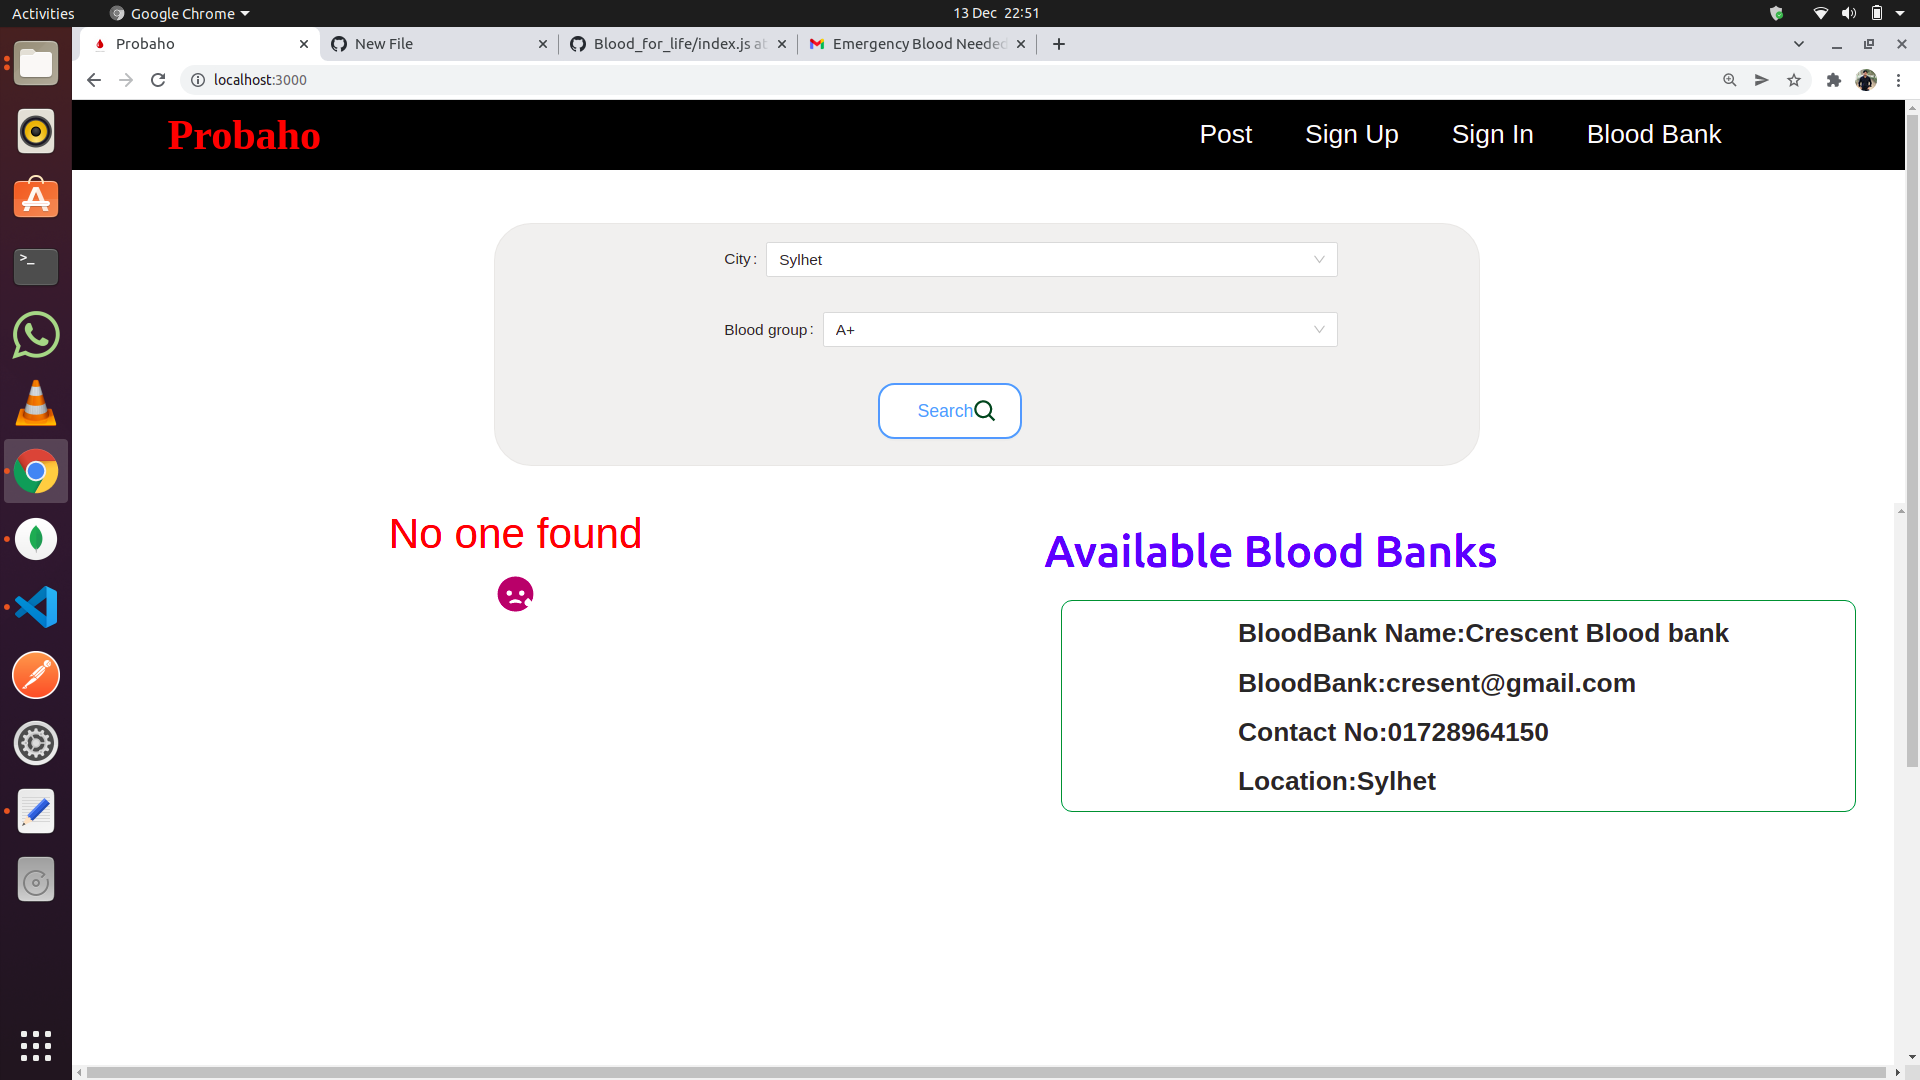 Activities Google Chrome 13 Dec 22:51
Probaho New File Blood_for_life/index.js at Emergency Blood Needed
localhost:3000
Probaho Post Sign Up Sign In Blood Bank
City: Sylhet
Blood group: A+
Search
No one found
Available Blood Banks
BloodBank Name:Crescent Blood bank
BloodBank:cresent@gmail.com
Contact No:01728964150
Location:Sylhet